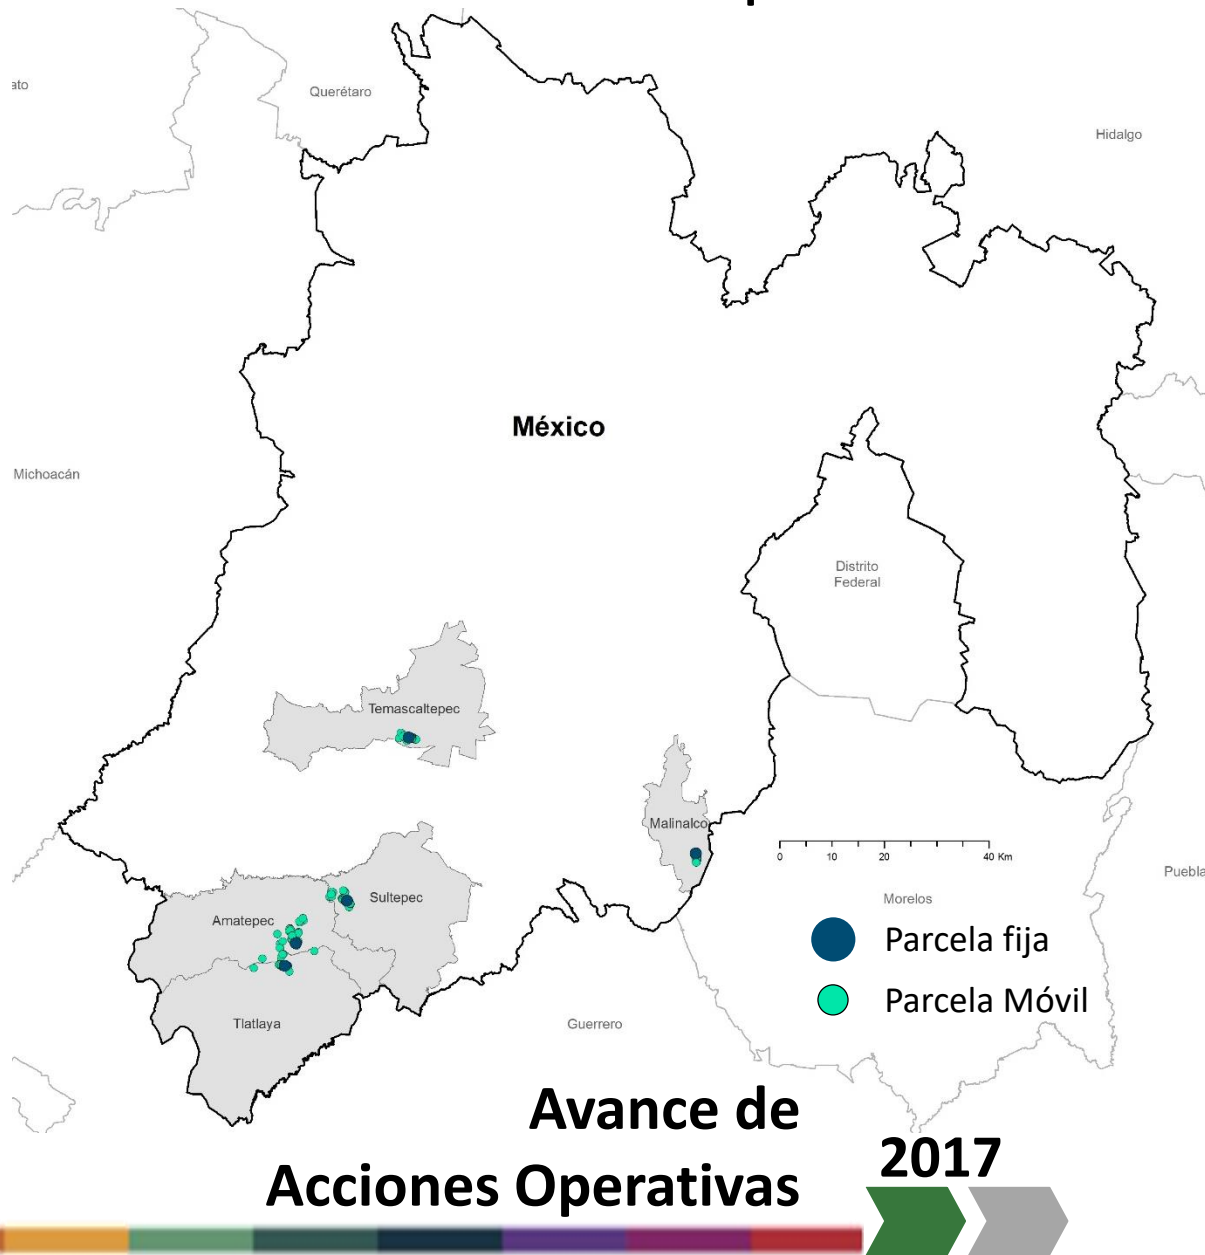 ato
Querétaro
Hidalgo
México
Michoacán
Distrito
Federal
Temascaltepec
Malinalco
0 10 20 40 Km
Puebla
Sultepec
Morelos
Amatepec
Parcela fija
Parcela Móvil
Tlatlaya
Guerrero
Avance de
Acciones Operativas
2017